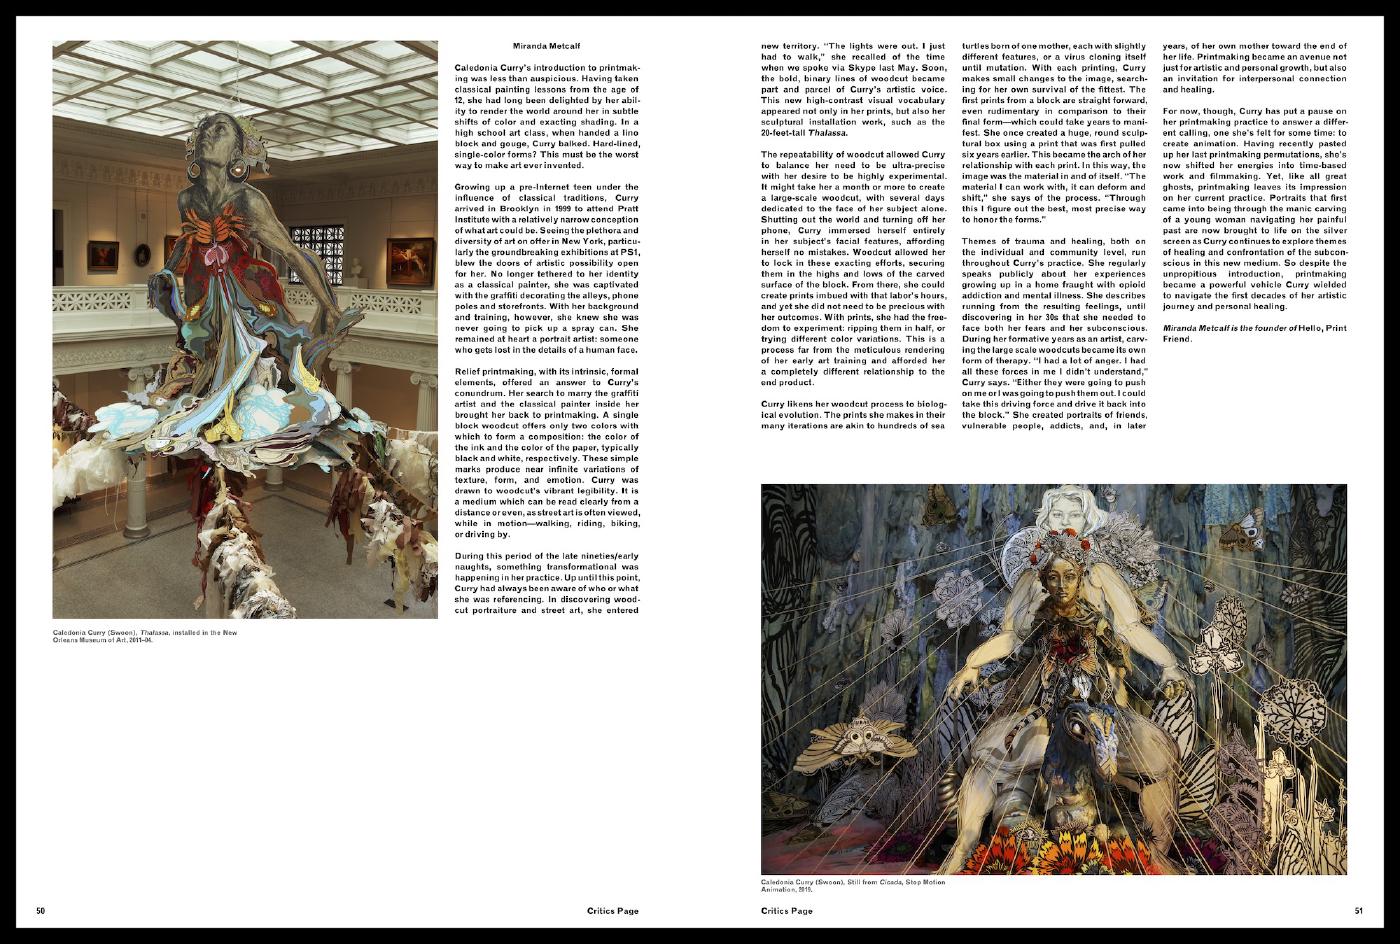 Miranda Metcalf
Caledonia Curry's introduction to printmak-
ing was less than auspicious. Having taken
classical painting lessons from the age of
12, she had long been delighted by her abil-
ity to render the world around her in subtle
shifts of color and exacting shading. In a
high school art class, when handed a lino
block and gouge, Curry balked. Hard-lined,
single-color forms? This must be the worst
way to make art ever invented.
Growing up a pre-Internet teen under the
influence of classical traditions, Curry
arrived in Brooklyn in 1999 to attend Pratt
Institute with a relatively narrow conception
of what art could be. Seeing the plethora and
diversity of art on offer in New York, particu-
larly the groundbreaking exhibitions at PS1,
blew the doors of artistic possibility open
for her. No longer tethered to her identity
as a classical painter, she was captivated
with the graffiti decorating the alleys, phone
poles and storefronts. With her background
and training, however, she knew she was
never going to pick up a spray can. She
remained at heart a portrait artist: someone
who gets lost in the details of a human face.
Relief printmaking, with its intrinsic, formal
elements, offered an answer to Curry's
conundrum. Her search to marry the graffiti
artist and the classical painter inside her
brought her back to printmaking. A single
block woodcut offers only two colors with
which to form a composition: the color of
the ink and the color of the paper, typically
black and white, respectively. These simple
marks produce near infinite variations of
texture, form, and emotion. Curry was
drawn to woodcut's vibrant legibility. It is
a medium which can be read clearly from a
distance or even, as street art is often viewed,
while in motion—walking, riding, biking,
or driving by.
During this period of the late nineties/early
naughts, something transformational was
happening in her practice. Up until this point,
Curry had always been aware of who or what
she was referencing. In discovering wood-
cut portraiture and street art, she entered
Caledonia Curry (Swoon), Thalassa, installed in the New
Orleans Museum of Art, 2011–04.
50
Critics Page
new territory. "The lights were out. I just
had to walk," she recalled of the time
when we spoke via Skype last May. Soon,
the bold, binary lines of woodcut became
part and parcel of Curry's artistic voice.
This new high-contrast visual vocabulary
appeared not only in her prints, but also her
sculptural installation work, such as the
20-feet-tall Thalassa.
The repeatability of woodcut allowed Curry
to balance her need to be ultra-precise
with her desire to be highly experimental.
It might take her a month or more to create
a large-scale woodcut, with several days
dedicated to the face of her subject alone.
Shutting out the world and turning off her
phone, Curry immersed herself entirely
in her subject's facial features, affording
herself no mistakes. Woodcut allowed her
to lock in these exacting efforts, securing
them in the highs and lows of the carved
surface of the block. From there, she could
create prints imbued with that labor's hours,
and yet she did not need to be precious with
her outcomes. With prints, she had the free-
dom to experiment: ripping them in half, or
trying different color variations. This is a
process far from the meticulous rendering
of her early art training and afforded her
a completely different relationship to the
end product.
Curry likens her woodcut process to biolog-
ical evolution. The prints she makes in their
many iterations are akin to hundreds of sea
turtles born of one mother, each with slightly
different features, or a virus cloning itself
until mutation. With each printing, Curry
makes small changes to the image, search-
ing for her own survival of the fittest. The
first prints from a block are straight forward,
even rudimentary in comparison to their
final form—which could take years to mani-
fest. She once created a huge, round sculp-
tural box using a print that was first pulled
six years earlier. This became the arch of her
relationship with each print. In this way, the
image was the material in and of itself. "The
material I can work with, it can deform and
shift," she says of the process. "Through
this I figure out the best, most precise way
to honor the forms."
Themes of trauma and healing, both on
the individual and community level, run
throughout Curry's practice. She regularly
speaks publicly about her experiences
growing up in a home fraught with opioid
addiction and mental illness. She describes
running from the resulting feelings, until
discovering in her 30s that she needed to
face both her fears and her subconscious.
During her formative years as an artist, carv-
ing the large scale woodcuts became its own
form of therapy. "I had a lot of anger. I had
all these forces in me I didn't understand,"
Curry says. "Either they were going to push
on me or I was going to push them out. I could
take this driving force and drive it back into
the block." She created portraits of friends,
vulnerable people, addicts, and, in later
years, of her own mother toward the end of
her life. Printmaking became an avenue not
just for artistic and personal growth, but also
an invitation for interpersonal connection
and healing.
For now, though, Curry has put a pause on
her printmaking practice to answer a differ-
ent calling, one she's felt for some time: to
create animation. Having recently pasted
up her last printmaking permutations, she's
now shifted her energies into time-based
work and filmmaking. Yet, like all great
ghosts, printmaking leaves its impression
on her current practice. Portraits that first
came into being through the manic carving
of a young woman navigating her painful
past are now brought to life on the silver
screen as Curry continues to explore themes
of healing and confrontation of the subcon-
scious in this new medium. So despite the
unpropitious introduction, printmaking
became a powerful vehicle Curry wielded
to navigate the first decades of her artistic
journey and personal healing.
Miranda Metcalf is the founder of Hello, Print
Friend.
Caledonia Curry (Swoon), Still from Cicada, Stop Motion
Animation, 2019.
Critics Page
51